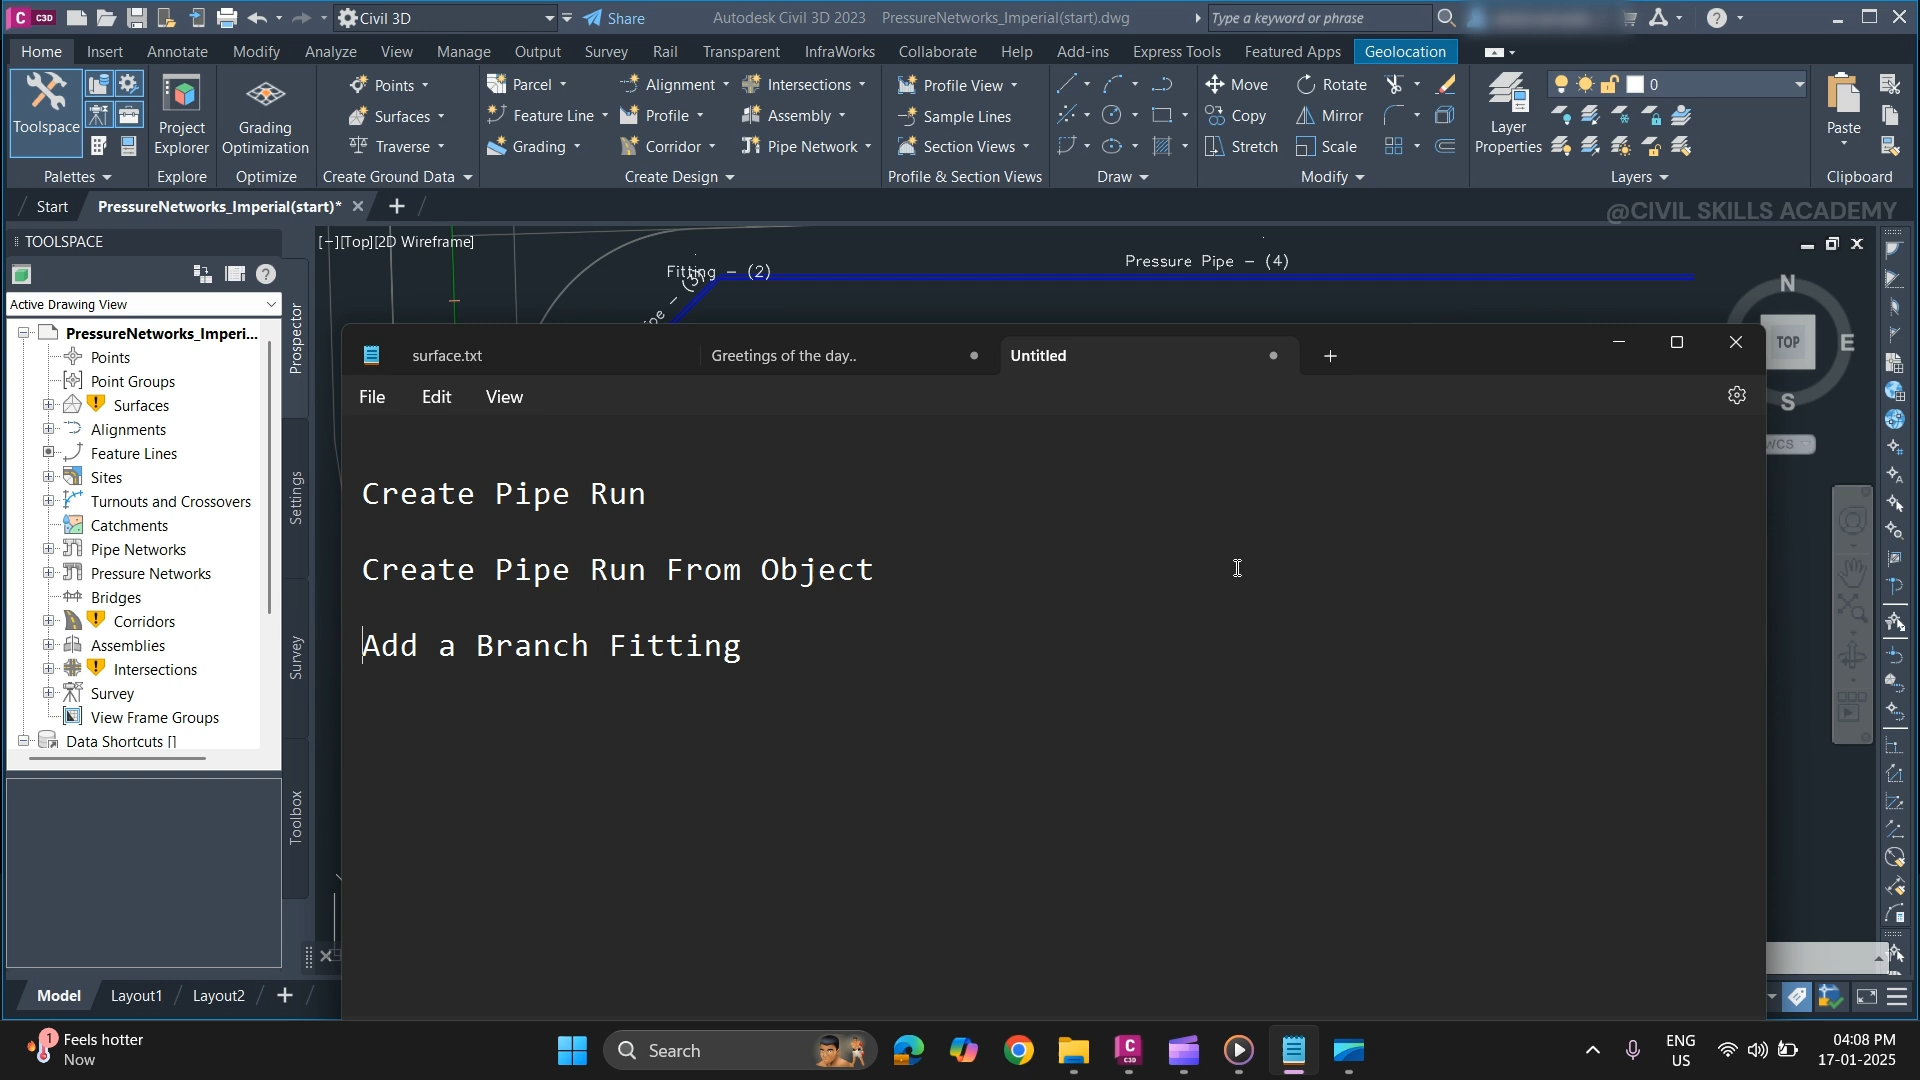 C3D
Civil 3D
Share
Autodesk Civil 3D 2023 PressureNetworks_Imperial(start).dwg
Type a keyword or phrase
Home Insert Annotate Modify Analyze View Manage Output Survey Rail Transparent InfraWorks Collaborate Help Add-ins Express Tools Featured Apps Geolocation
Toolspace
Project Explorer
Grading Optimization
Points Surfaces Traverse
Parcel Feature Line Grading
Alignment Profile Corridor
Intersections Assembly Pipe Network
Profile View Sample Lines Section Views
Move Copy Stretch
Rotate Mirror Scale
Layer Properties
0
Paste
Palettes Explore Optimize Create Ground Data Create Design Profile & Section Views Draw Modify Layers Clipboard
Start PressureNetworks_Imperial(start)*
@CIVIL SKILLS ACADEMY
TOOLSPACE
Active Drawing View
PressureNetworks_Imperi...
Points
Point Groups
Surfaces
Alignments
Feature Lines
Sites
Turnouts and Crossovers
Catchments
Pipe Networks
Pressure Networks
Bridges
Corridors
Assemblies
Intersections
Survey
View Frame Groups
Data Shortcuts []
Prospector
Settings
Survey
Toolbox
[−][Top][2D Wireframe]
Fitting - (2)
Pressure Pipe - (4)
N
TOP
E
S
WCS
surface.txt Greetings of the day.. Untitled
File Edit View
Create Pipe Run
Create Pipe Run From Object
Add a Branch Fitting
Model Layout1 Layout2
1
Feels hotter
Now
Search
C3D
ENG
US
04:08 PM
17-01-2025